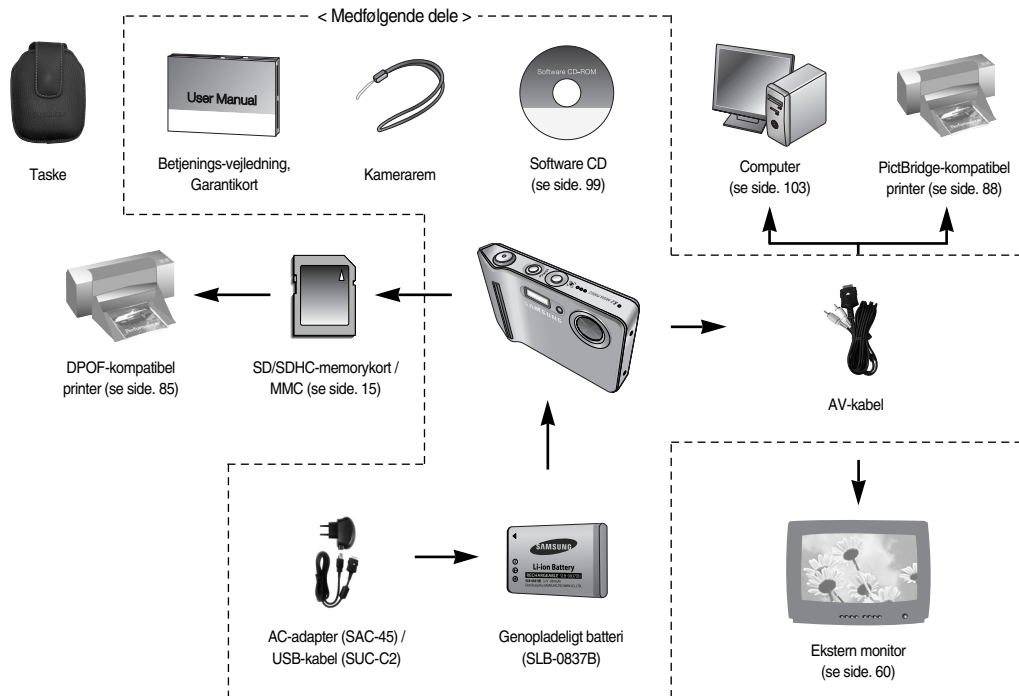 < Medfølgende dele >
User Manual
Software CD-ROM
Taske
Betjenings-vejledning,
Garantikort
Kamerarem
Software CD
(se side. 99)
Computer
(se side. 103)
PictBridge-kompatibel
printer (se side. 88)
SAMSUNG
DPOF-kompatibel
printer (se side. 85)
SD/SDHC-memorykort /
MMC (se side. 15)
AV-kabel
SAMSUNG
Li-ion Battery
RECHARGEABLE SLB-0837(B)
AC-adapter (SAC-45) /
USB-kabel (SUC-C2)
Genopladeligt batteri
(SLB-0837B)
Ekstern monitor
(se side. 60)